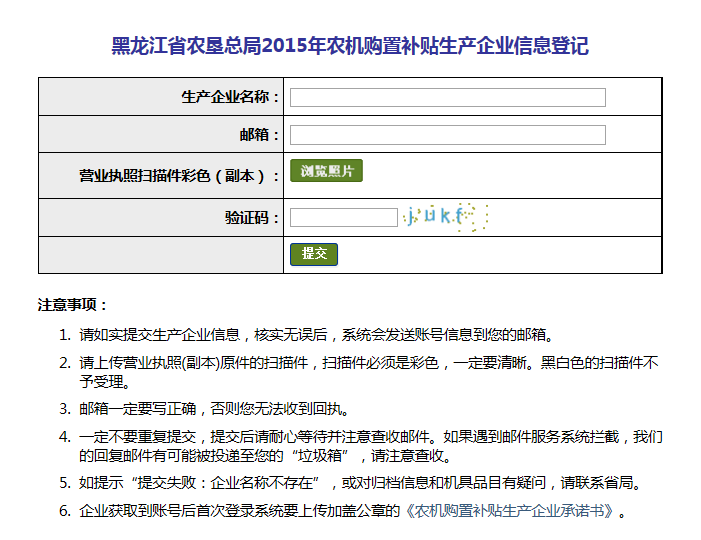 黑龙江省农垦总局2015年农机购置补贴生产企业信息登记
生产企业名称：
邮箱：
营业执照扫描件彩色（副本）： 浏览照片
验证码： jukf
提交
注意事项：
1. 请如实提交生产企业信息，核实无误后，系统会发送账号信息到您的邮箱。
2. 请上传营业执照(副本)原件的扫描件，扫描件必须是彩色，一定要清晰。黑白色的扫描件不
予受理。
3. 邮箱一定要写正确，否则您无法收到回执。
4. 一定不要重复提交，提交后请耐心等待并注意查收邮件。如果遇到邮件服务系统拦截，我们
的回复邮件有可能被投递至您的“垃圾箱”，请注意查收。
5. 如提示“提交失败：企业名称不存在”，或对归档信息和机具品目有疑问，请联系省局。
6. 企业获取到账号后首次登录系统要上传加盖公章的《农机购置补贴生产企业承诺书》。